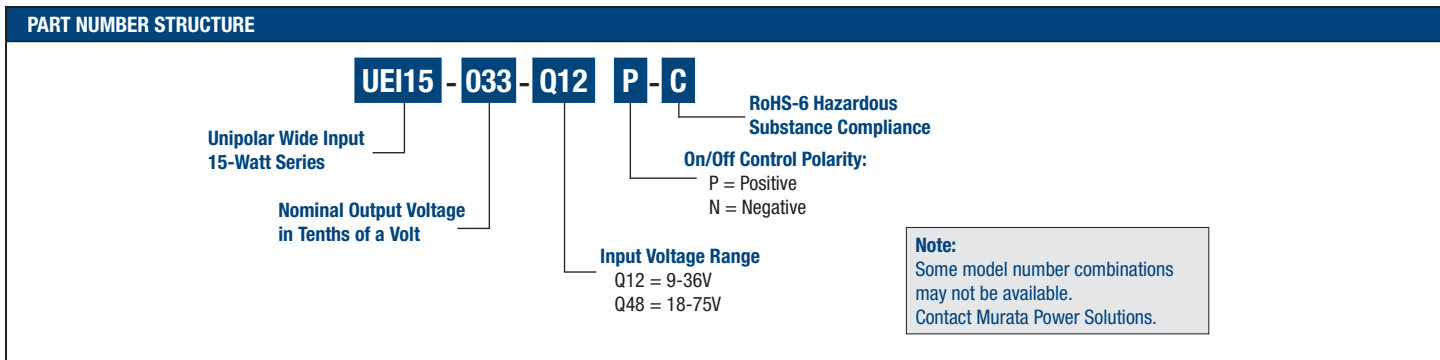 PART NUMBER STRUCTURE
UEI15 - 033 - Q12 P - C
RoHS-6 Hazardous
Substance Compliance
Unipolar Wide Input
15-Watt Series
On/Off Control Polarity:
P = Positive
N = Negative
Nominal Output Voltage
in Tenths of a Volt
Input Voltage Range
Q12 = 9-36V
Q48 = 18-75V
Note:
Some model number combinations
may not be available.
Contact Murata Power Solutions.